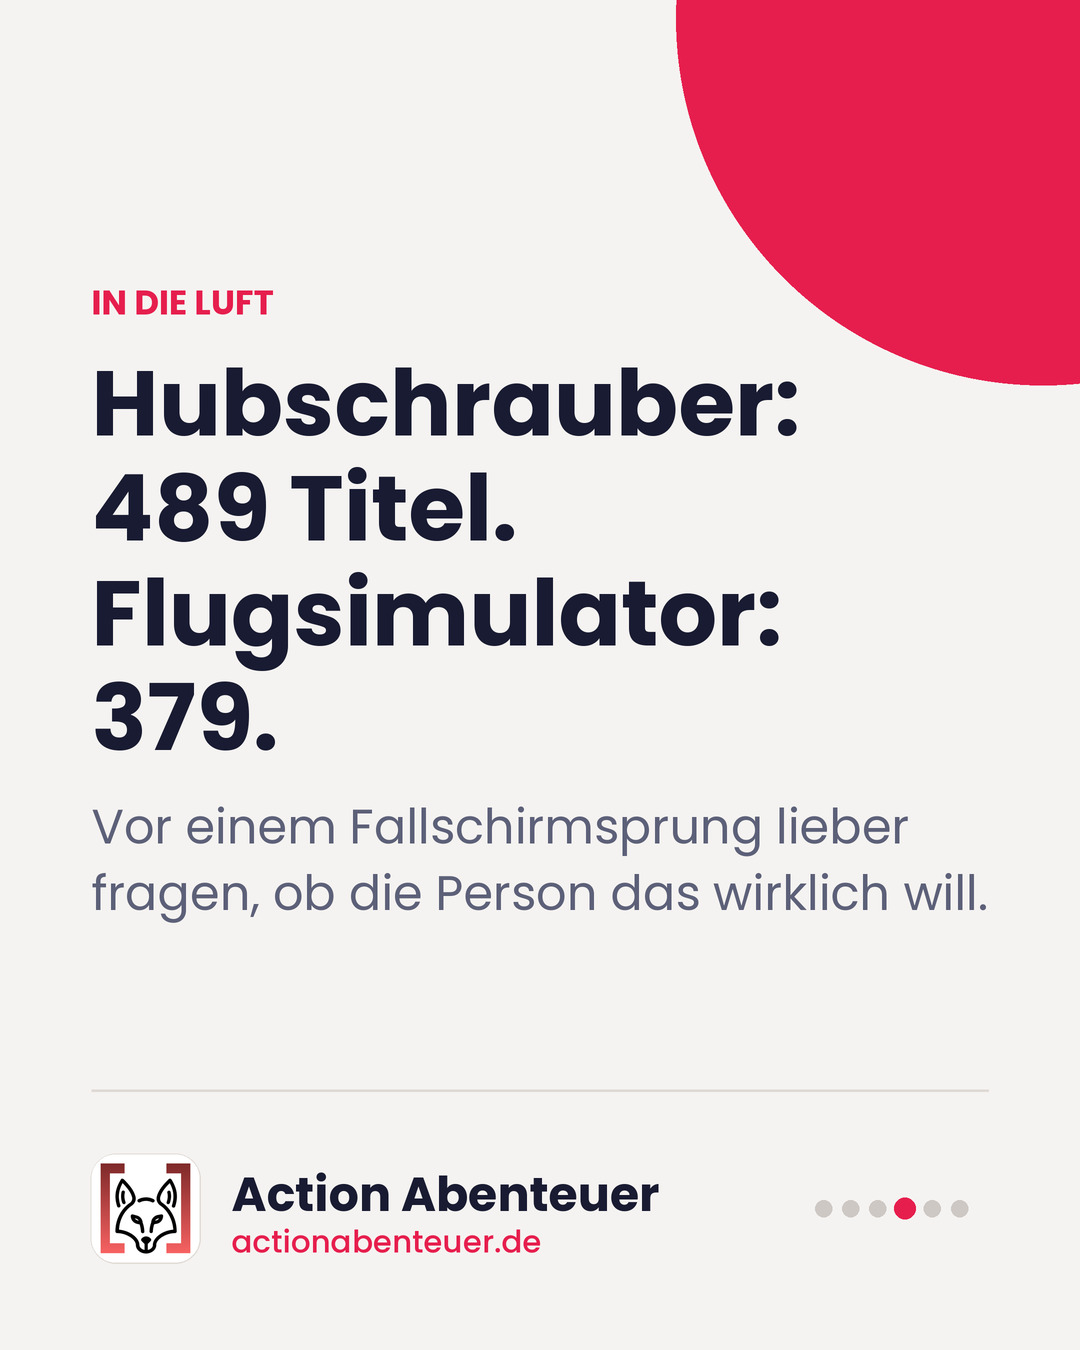 IN DIE LUFT
Hubschrauber:
489 Titel.
Flugsimulator:
379.
Vor einem Fallschirmsprung lieber
fragen, ob die Person das wirklich will.
Action Abenteuer
actionabenteuer.de